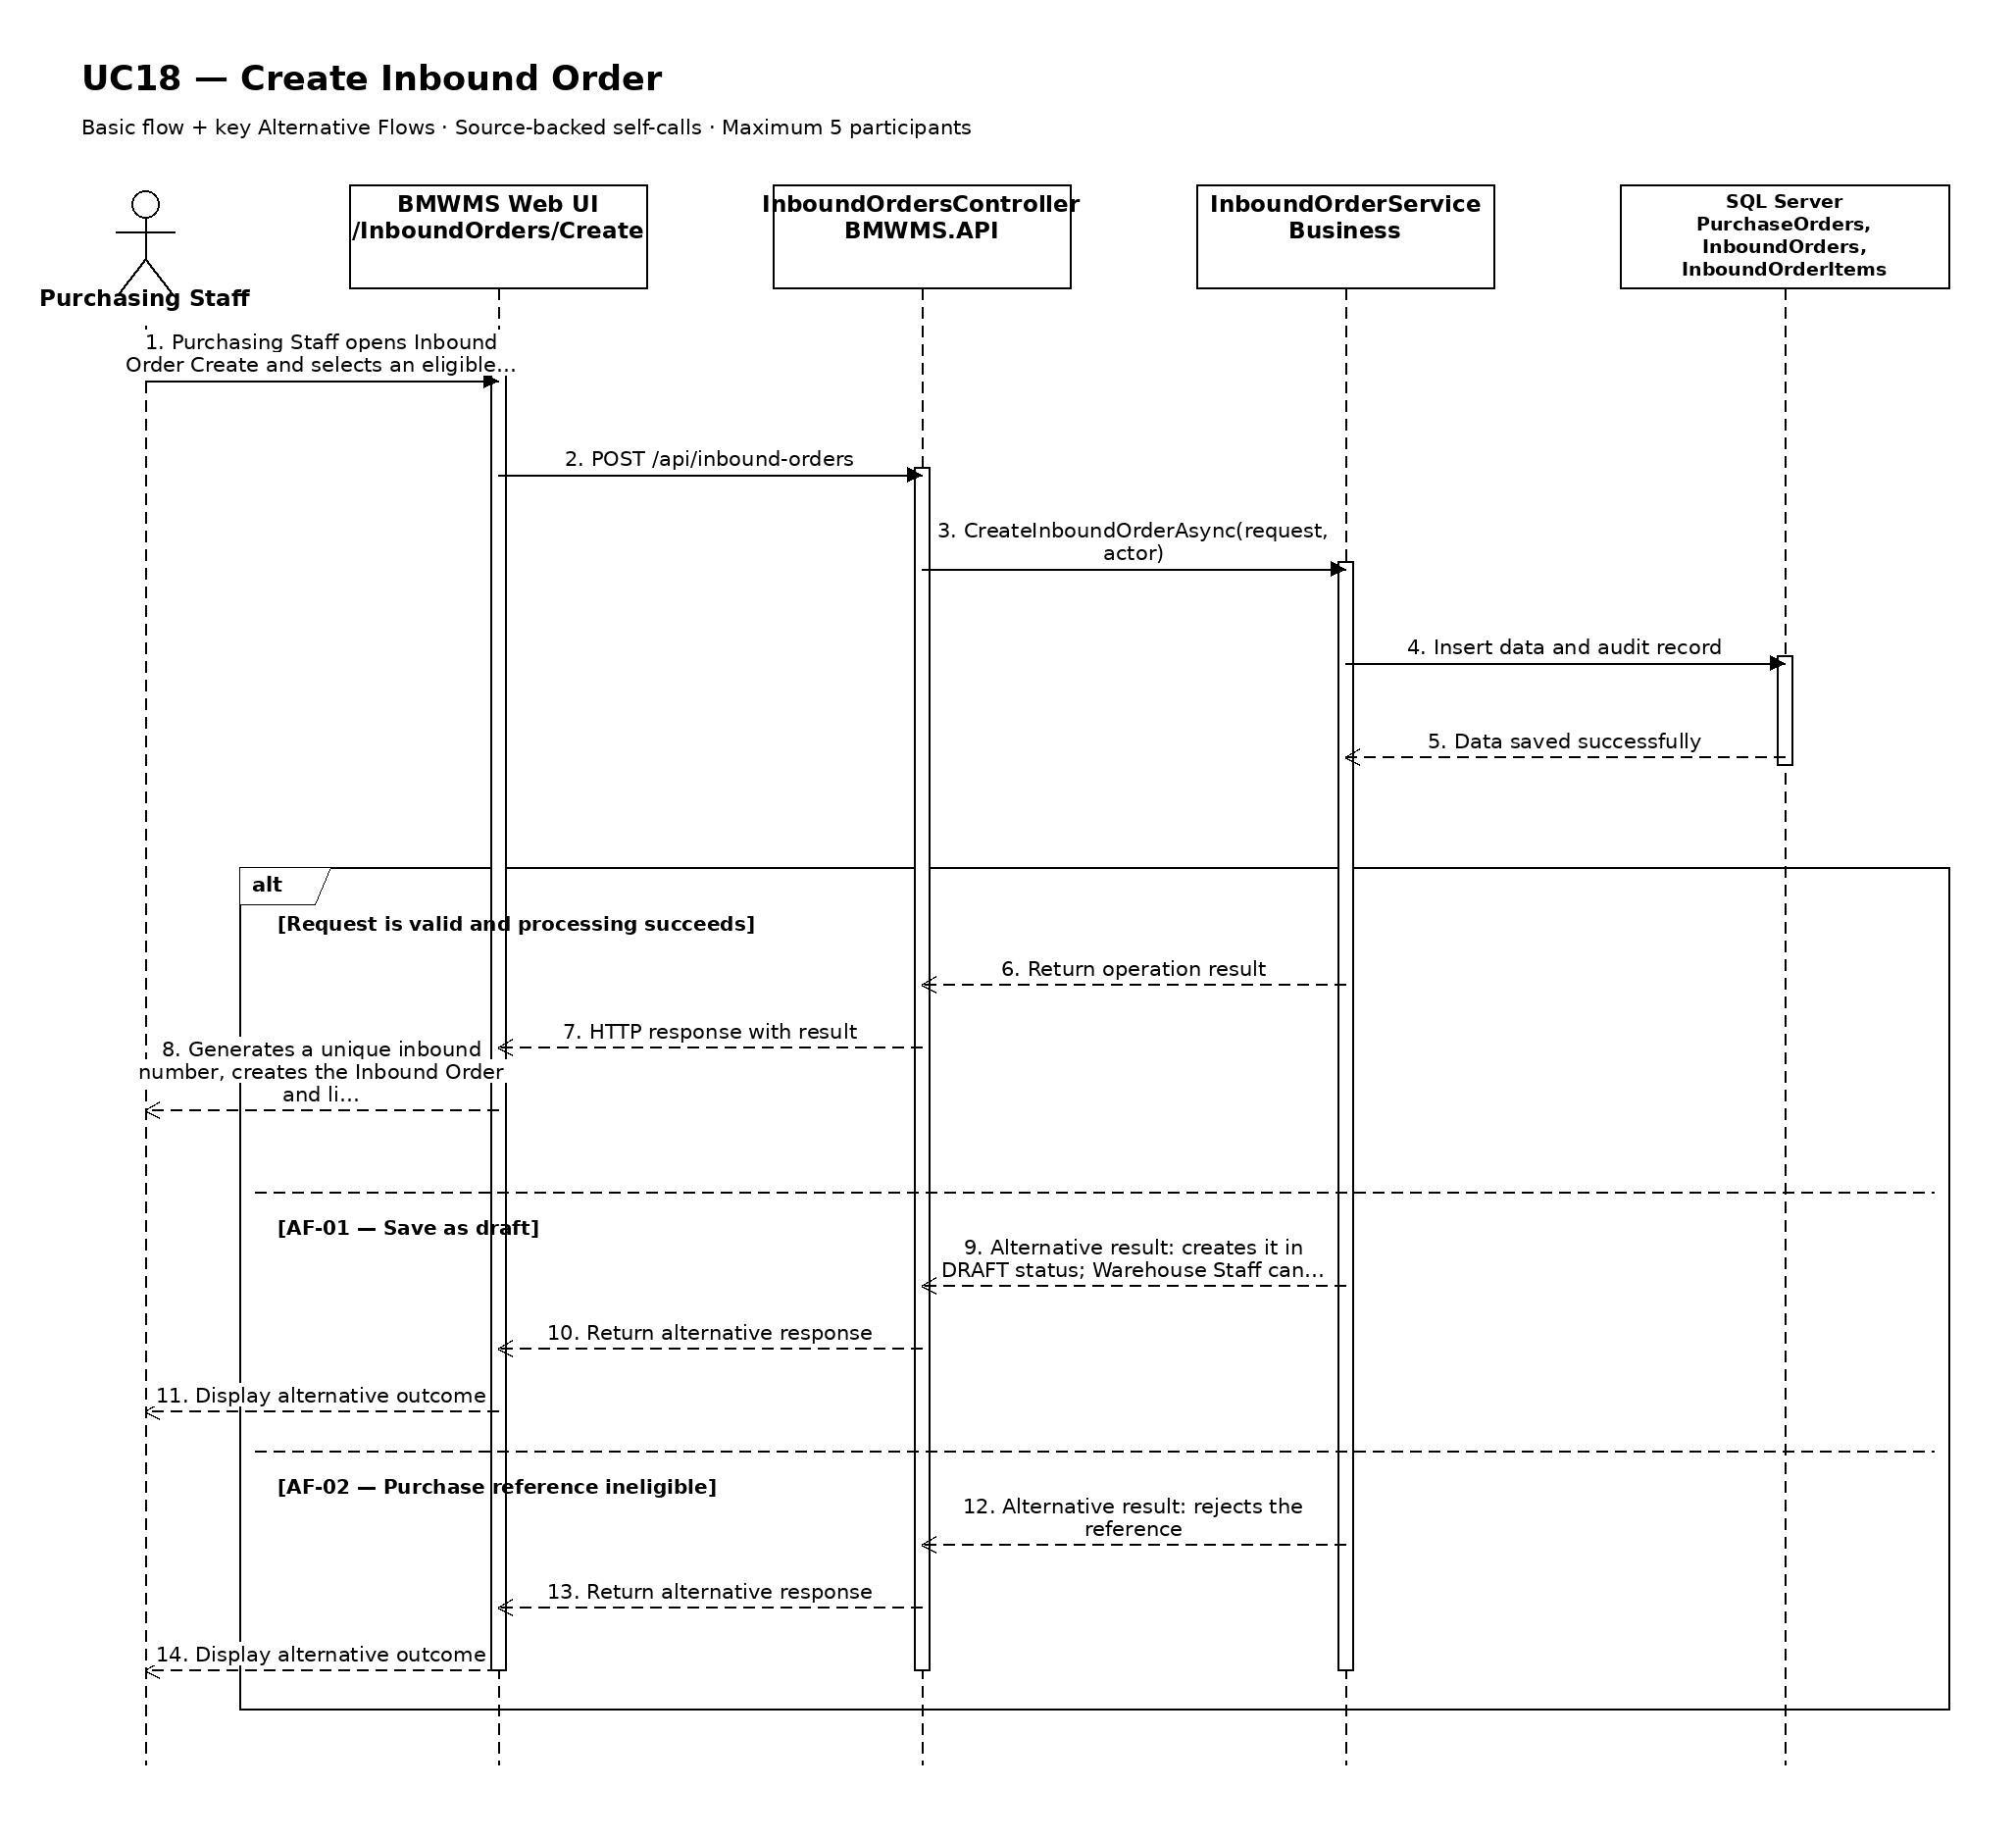 UC18 — Create Inbound Order
Basic flow + key Alternative Flows · Source-backed self-calls · Maximum 5 participants
Purchasing Staff
BMWMS Web UI
/InboundOrders/Create
InboundOrdersController
BMWMS.API
InboundOrderService
Business
SQL Server
PurchaseOrders,
InboundOrders,
InboundOrderItems
1. Purchasing Staff opens Inbound
Order Create and selects an eligible...
2. POST /api/inbound-orders
3. CreateInboundOrderAsync(request,
actor)
4. Insert data and audit record
5. Data saved successfully
alt
[Request is valid and processing succeeds]
6. Return operation result
7. HTTP response with result
8. Generates a unique inbound
number, creates the Inbound Order
and li...
[AF-01 — Save as draft]
9. Alternative result: creates it in
DRAFT status; Warehouse Staff can...
10. Return alternative response
11. Display alternative outcome
[AF-02 — Purchase reference ineligible]
12. Alternative result: rejects the
reference
13. Return alternative response
14. Display alternative outcome